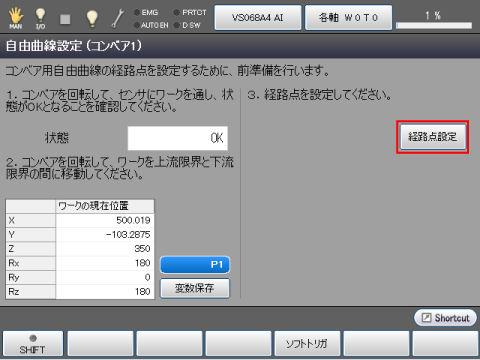 MAN
I/O
EMG
PRTCT
AUTO EN
D SW
VS068A4 AI
各軸 W0T0
1 %
自由曲線設定 (コンベア1)
コンベア用自由曲線の経路点を設定するために、前準備を行います。
1. コンベアを回転して、センサにワークを通し、状
態がOKとなることを確認してください。
状態
OK
2. コンベアを回転して、ワークを上流限界と下流
限界の間に移動してください。
ワークの現在位置
X 500.019
Y -103.2875
Z 350
Rx 180
Ry 0
Rz 180
P1
変数保存
3. 経路点を設定してください。
経路点設定
Shortcut
SHIFT
ソフトトリガ